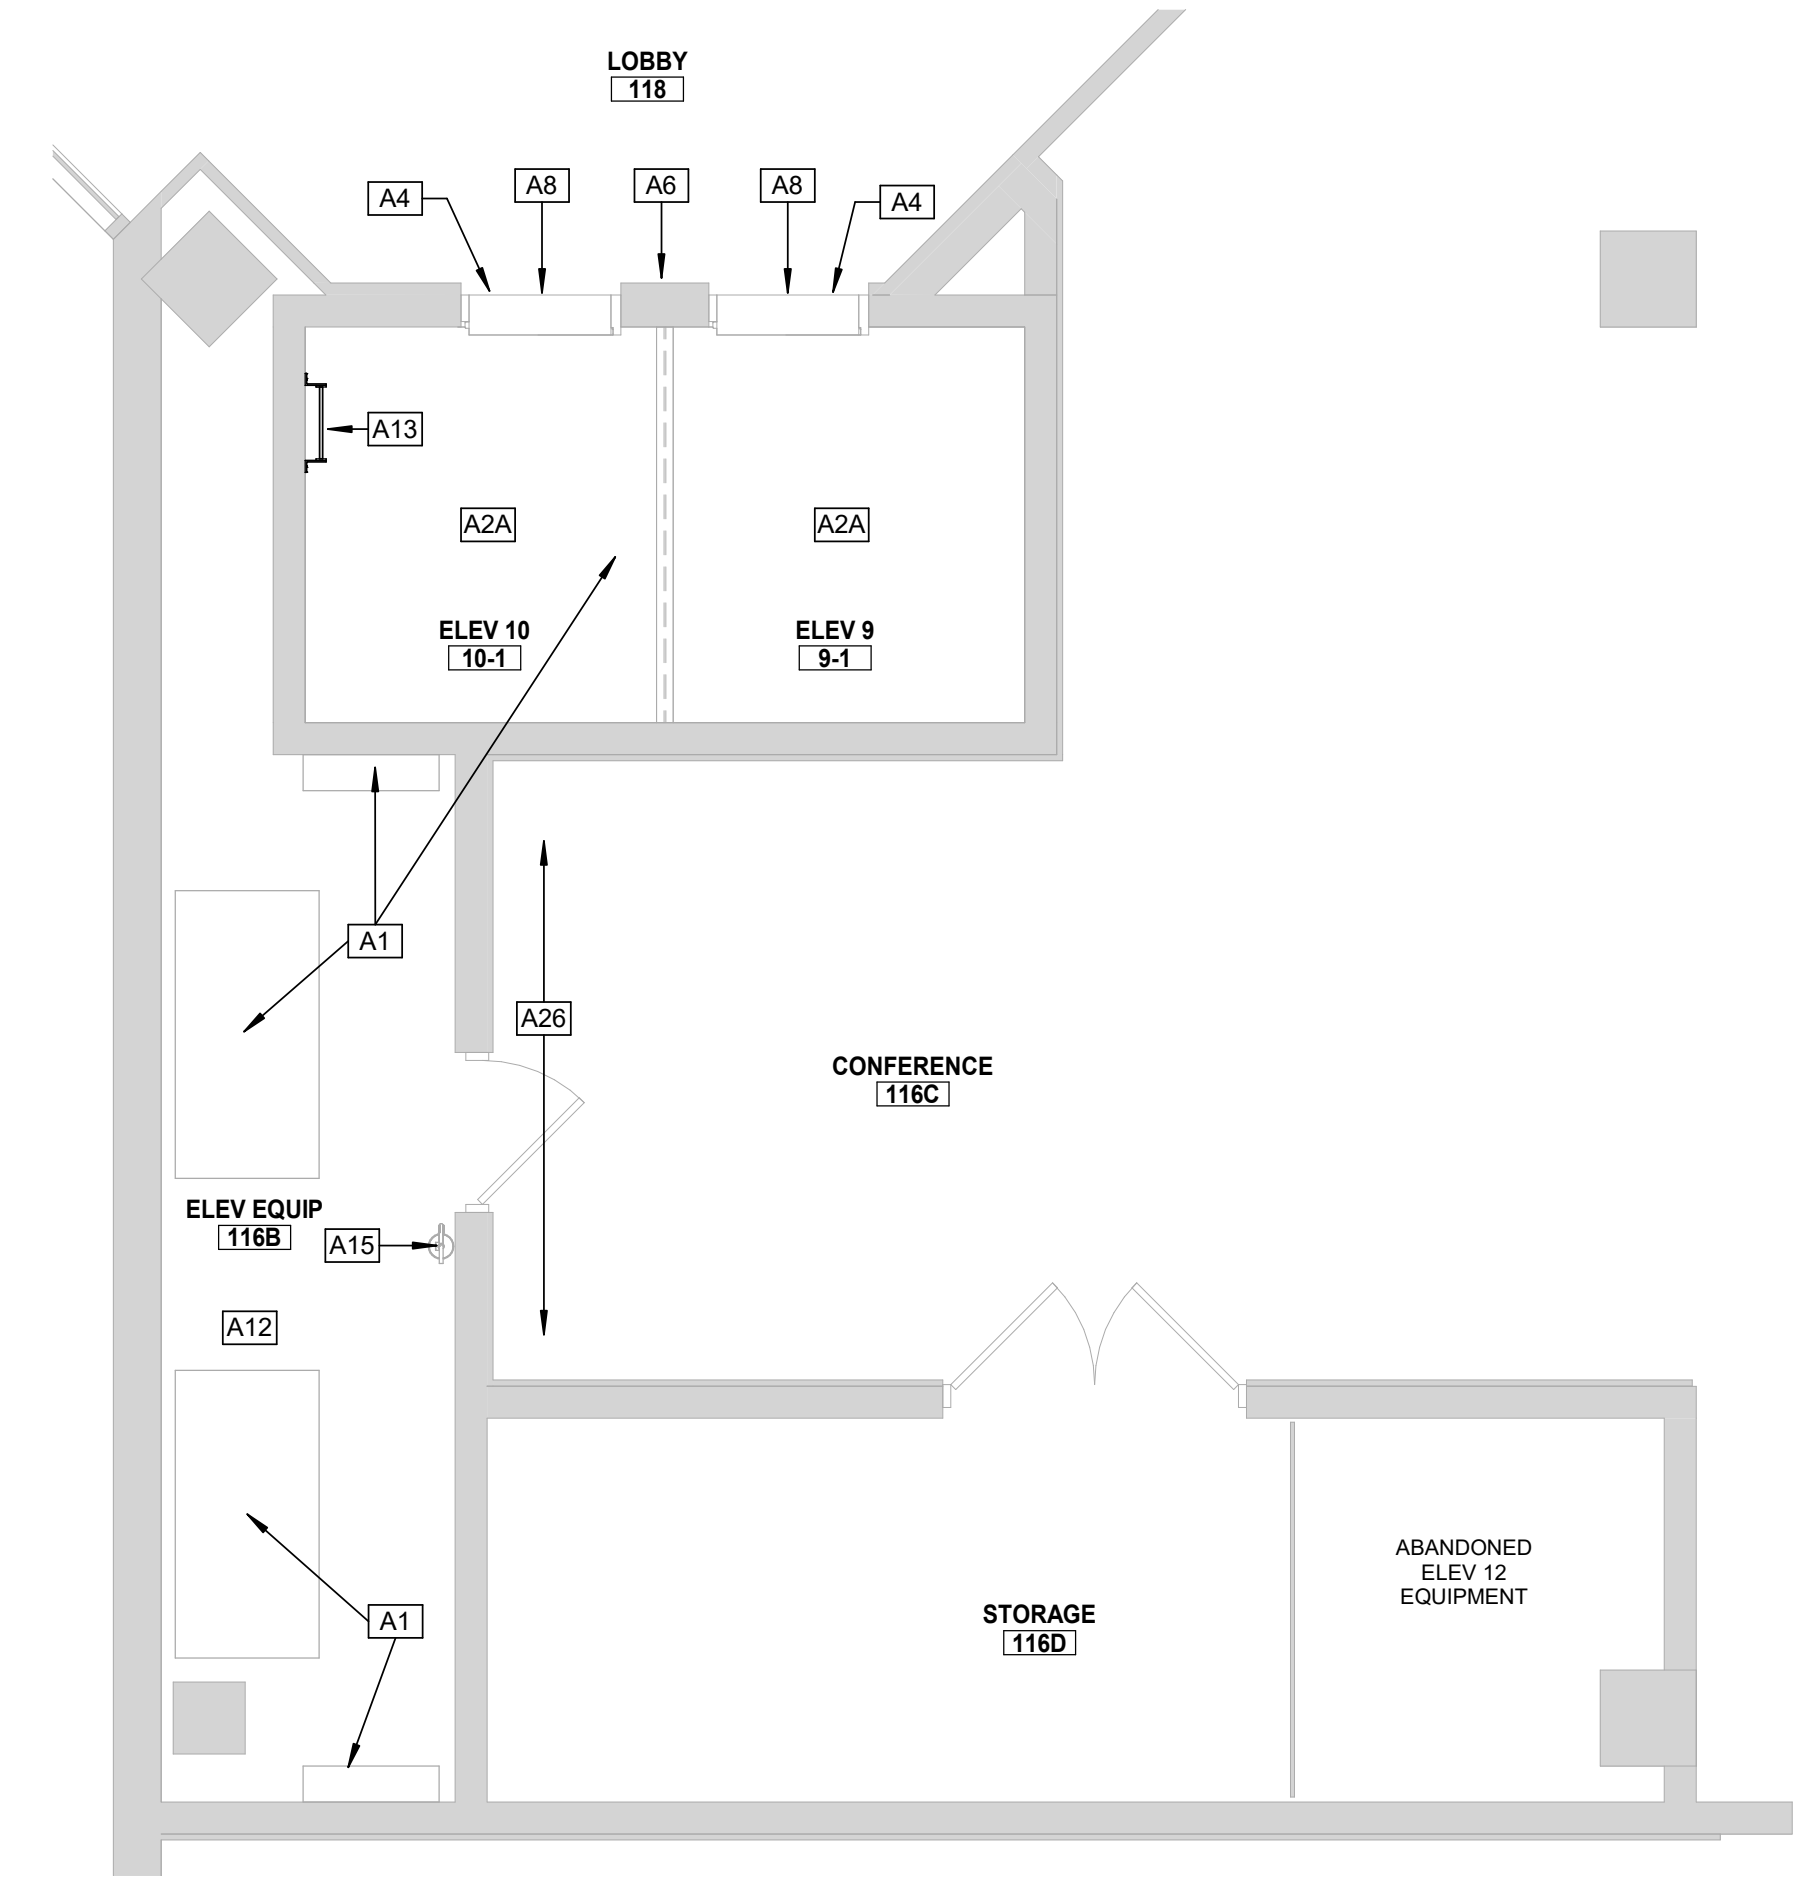 LOBBY
118
A4
A8
A6
A8
A4
A13
A2A
A2A
ELEV 10
10-1
ELEV 9
9-1
A1
A26
CONFERENCE
116C
ELEV EQUIP
116B
A15
A12
ABANDONED
ELEV 12
EQUIPMENT
STORAGE
116D
A1